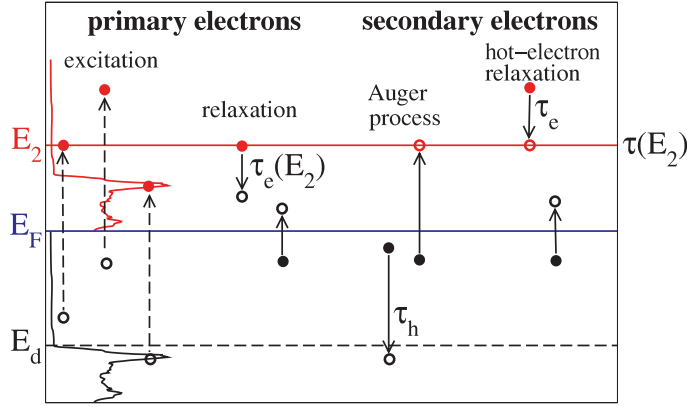 primary electrons
secondary electrons
excitation
relaxation
Auger
process
hot−electron
relaxation
τe
E2
τ(E2)
τe(E2)
EF
τh
Ed